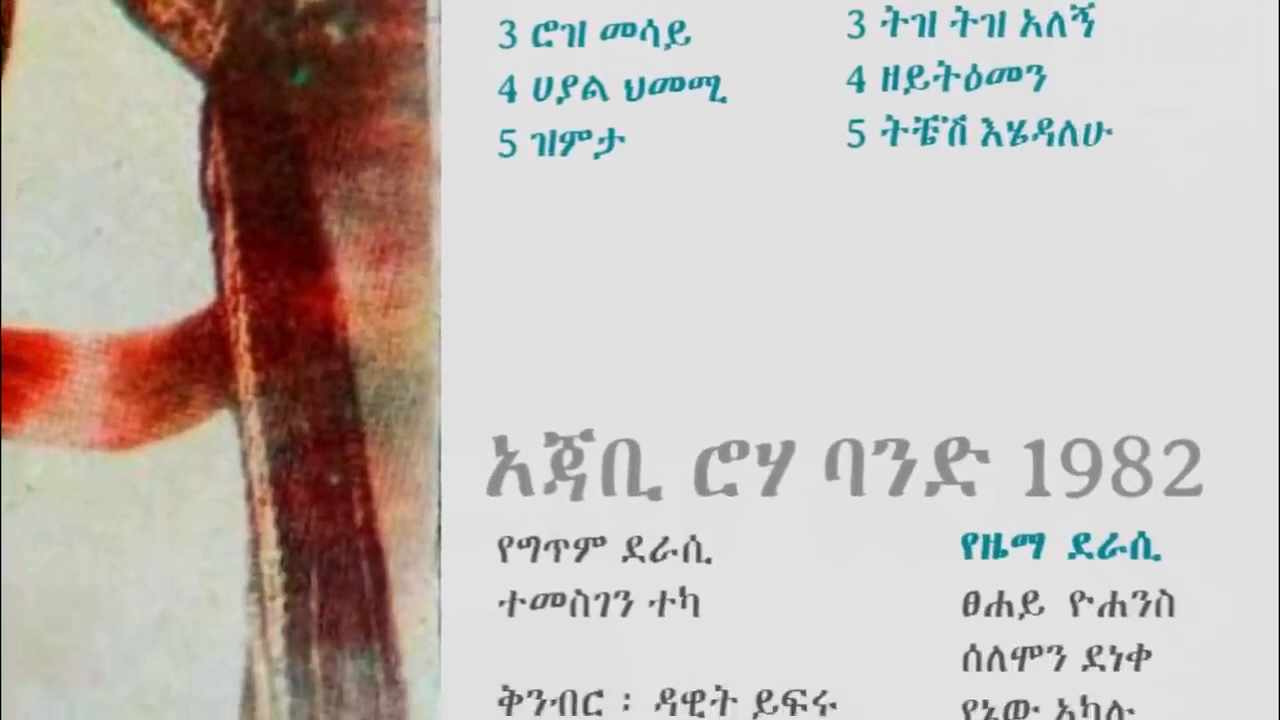 3 ሮዝ መሳይ
4 ሀያል ህመሚ
5 ዝምታ
3 ትዝ ትዝ አለኝ
4 ዘይትዕመን
5 ትቼሽ እሄዳለሁ
አጃቢ ሮሃ ባንድ 1982
የግጥም ደራሲ
ተመስገን ተካ
ቅንብር ፡ ዳዊት ይፍሩ
የዜማ ደራሲ
ፀሐይ ዮሐንስ
ሰለሞን ደነቀ